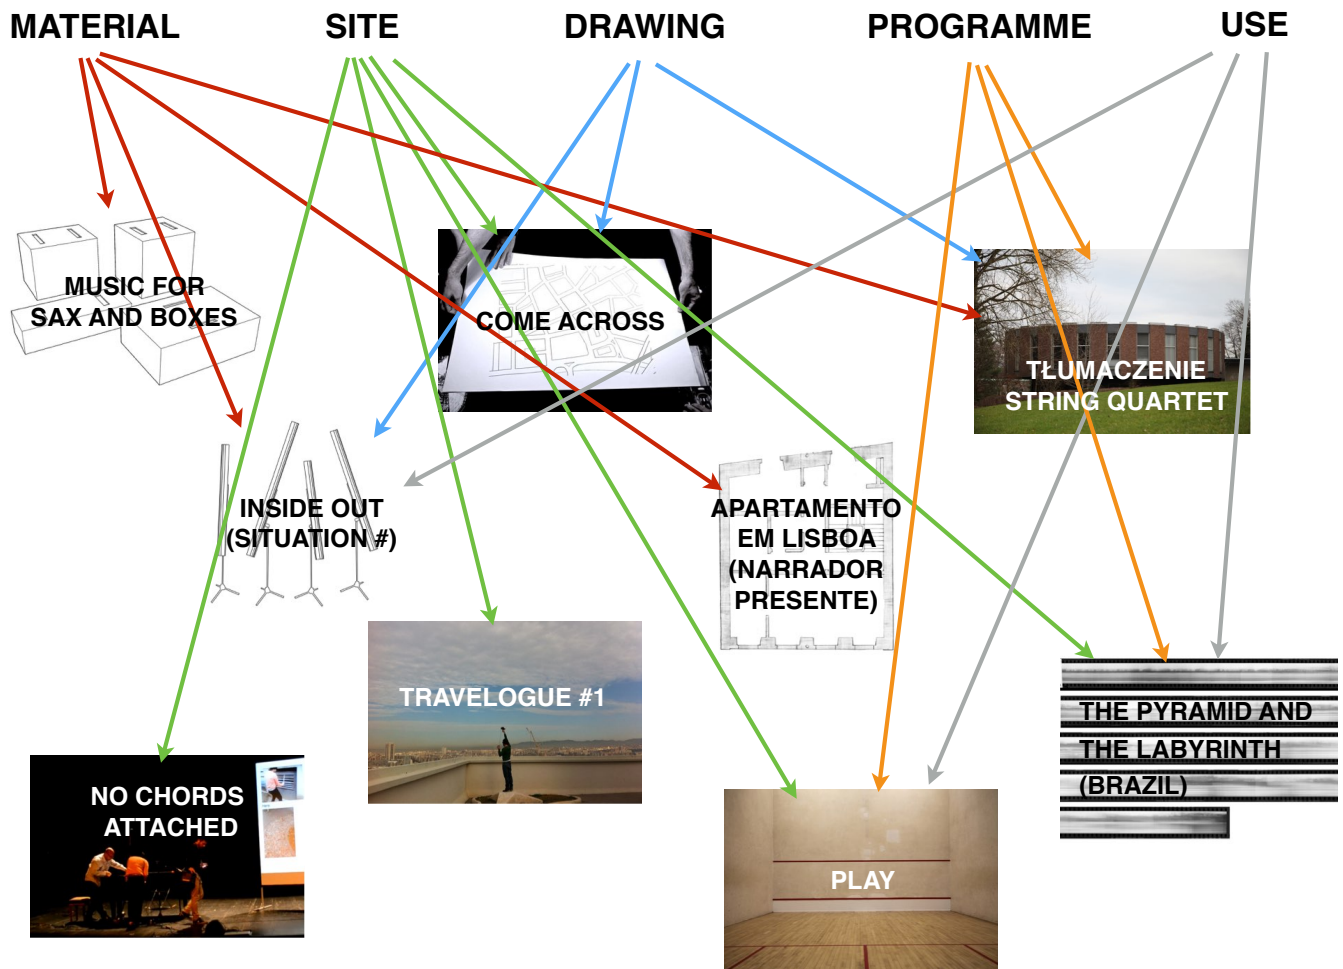 MATERIAL
SITE
DRAWING
PROGRAMME
USE
MUSIC FOR
SAX AND BOXES
COME ACROSS
TŁUMACZENIE
STRING QUARTET
INSIDE OUT
(SITUATION #)
APARTAMENTO
EM LISBOA
(NARRADOR
PRESENTE)
TRAVELOGUE #1
THE PYRAMID AND
THE LABYRINTH
(BRAZIL)
NO CHORDS
ATTACHED
PLAY